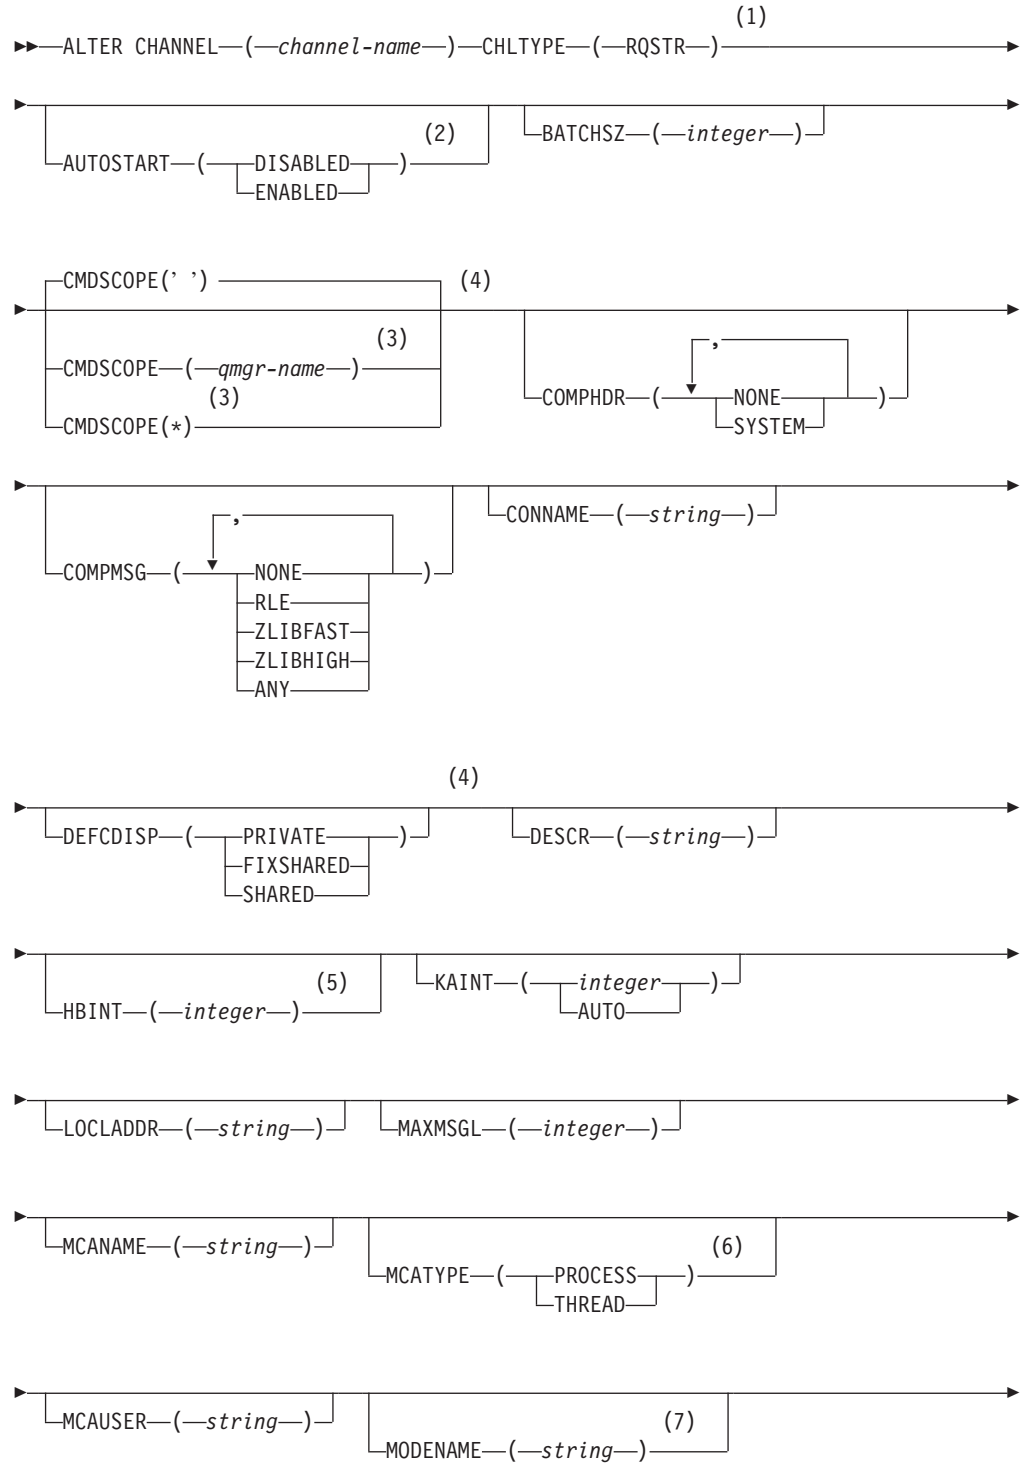 (1)
ALTER CHANNEL ( channel-name ) CHLTYPE ( RQSTR )
(2)
AUTOSTART ( DISABLED )
ENABLED
BATCHSZ ( integer )
CMDSCOPE(' ') (4)
(3)
CMDSCOPE ( qmgr-name )
(3)
CMDSCOPE(*)
,
COMPHDR ( NONE )
SYSTEM
,
COMPMSG ( NONE )
RLE
ZLIBFAST
ZLIBHIGH
ANY
CONNAME ( string )
(4)
DEFCDISP ( PRIVATE )
FIXSHARED
SHARED
DESCR ( string )
(5)
HBINT ( integer )
KAINT ( integer )
AUTO
LOCLADDR ( string ) MAXMSGL ( integer )
MCANAME ( string )
(6)
MCATYPE ( PROCESS )
THREAD
MCAUSER ( string )
(7)
MODENAME ( string )